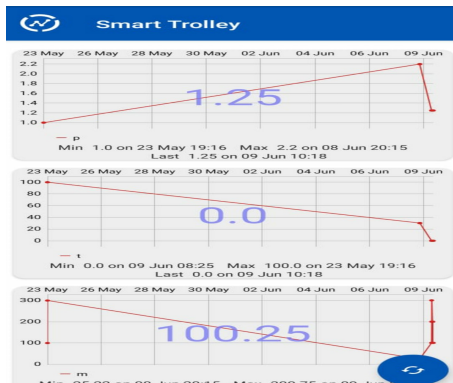 Smart Trolley
23 May 26 May 28 May 30 May 02 Jun 04 Jun 06 Jun 09 Jun
2.2
2.0
1.8
1.6
1.4
1.2
1.0
1.25
p
Min 1.0 on 23 May 19:16 Max 2.2 on 08 Jun 20:15
Last 1.25 on 09 Jun 10:18
23 May 26 May 28 May 30 May 02 Jun 04 Jun 06 Jun 09 Jun
100
80
60
40
20
0
0.0
t
Min 0.0 on 09 Jun 08:25 Max 100.0 on 23 May 19:16
Last 0.0 on 09 Jun 10:18
23 May 26 May 28 May 30 May 02 Jun 04 Jun 06 Jun 09 Jun
300
200
100
0
100.25
m